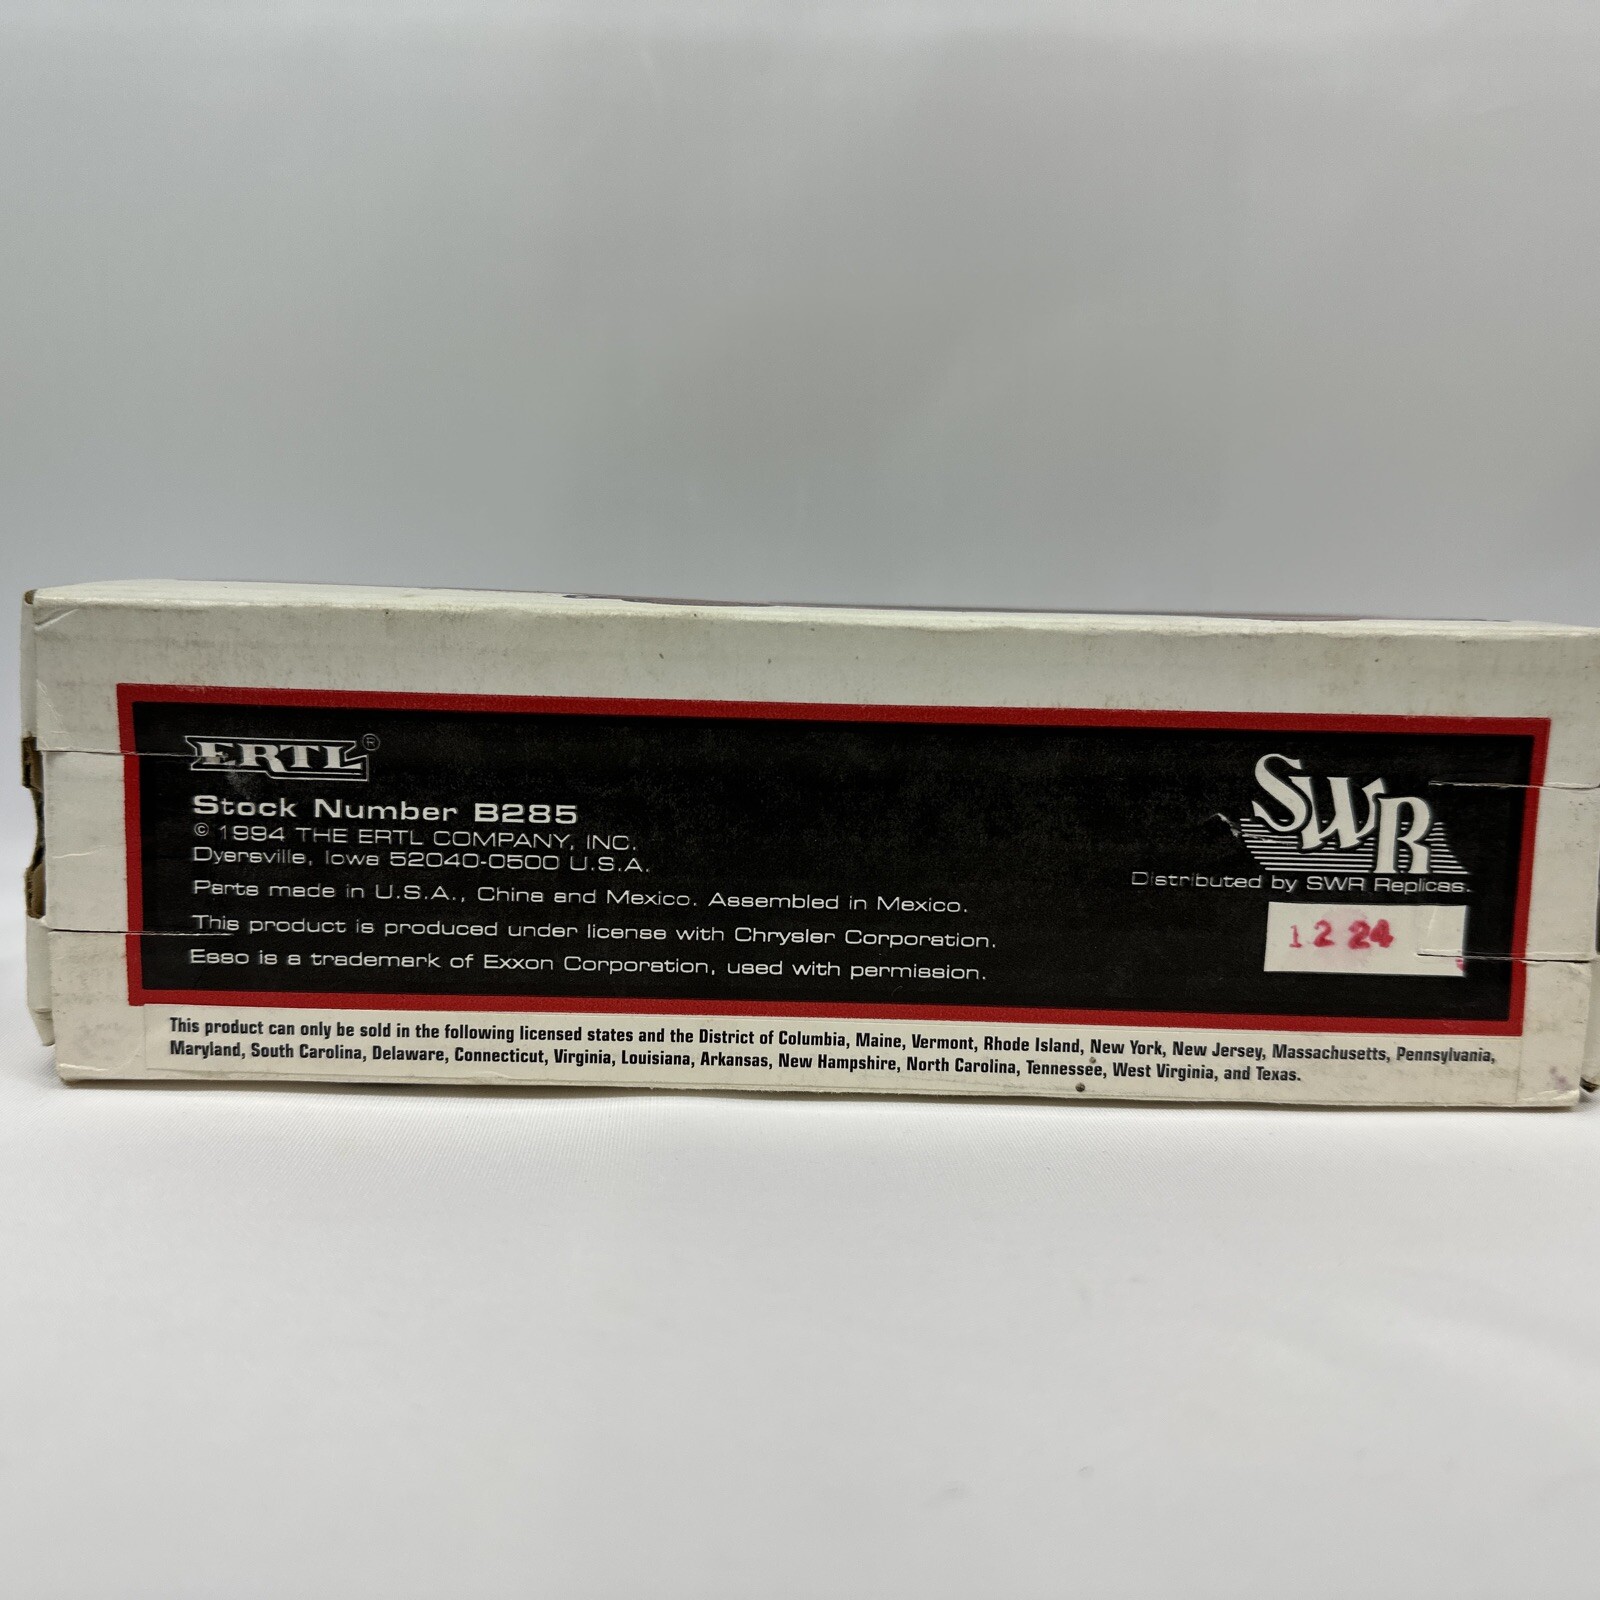 ERTL®
Stock Number B285
© 1994 THE ERTL COMPANY, INC.
Dyersville, Iowa 52040-0500 U.S.A.
Parts made in U.S.A., China and Mexico. Assembled in Mexico.
This product is produced under license with Chrysler Corporation.
Esso is a trademark of Exxon Corporation, used with permission.
SWR
Distributed by SWR Replicas.
12 24
This product can only be sold in the following licensed states and the District of Columbia, Maine, Vermont, Rhode Island, New York, New Jersey, Massachusetts, Pennsylvania,
Maryland, South Carolina, Delaware, Connecticut, Virginia, Louisiana, Arkansas, New Hampshire, North Carolina, Tennessee, West Virginia, and Texas.